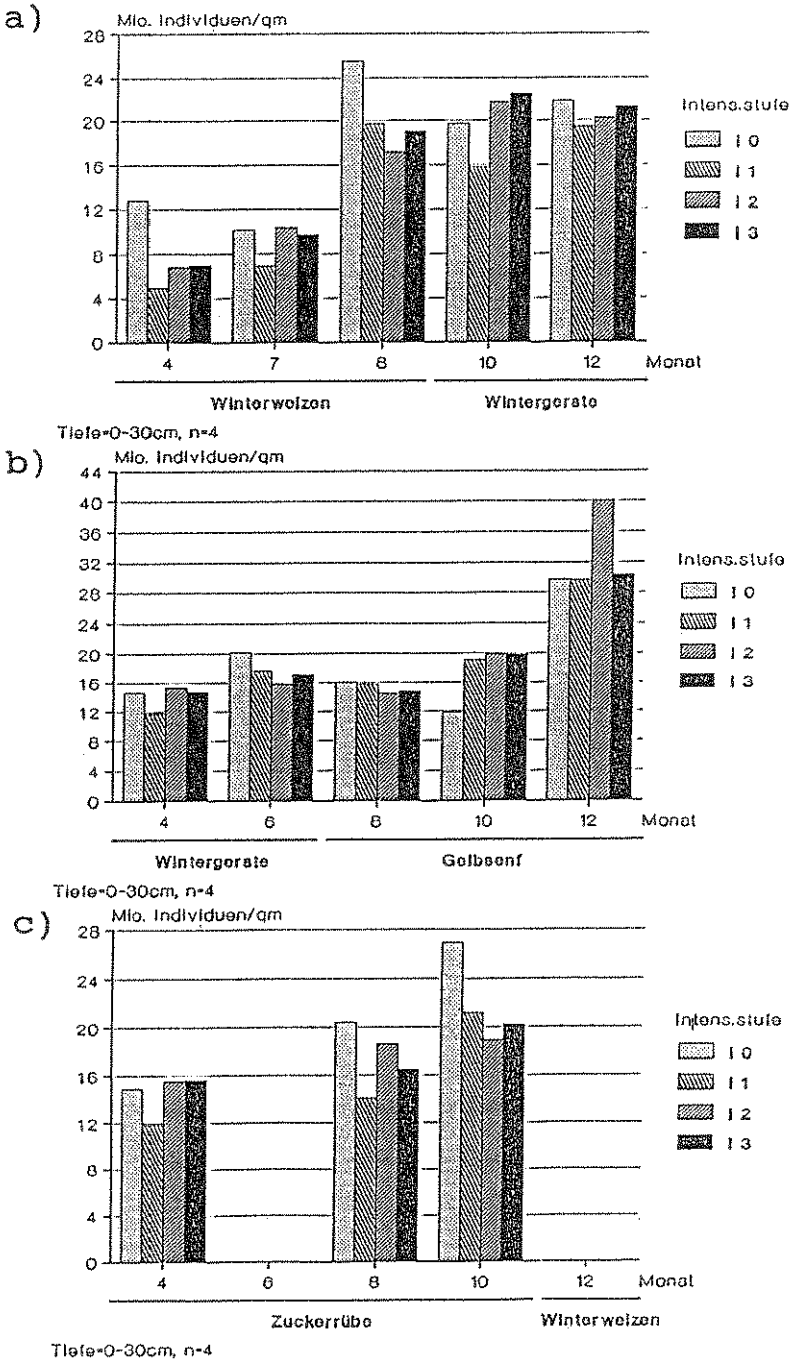 a)
Mio. Individuen/qm
28
24
20
16
12
8
4
0
4 7 8 10 12 Monat
Winterweizen Wintergerste
Tiefe=0-30cm, n=4
Intens.stufe
I 0
I 1
I 2
I 3
b)
Mio. Individuen/qm
44
40
36
32
28
24
20
16
12
8
4
0
4 6 8 10 12 Monat
Wintergerste Gelbsenf
Tiefe=0-30cm, n=4
Intens.stufe
I 0
I 1
I 2
I 3
c)
Mio. Individuen/qm
28
24
20
16
12
8
4
0
4 6 8 10 12 Monat
Zuckerrübe Winterweizen
Tiefe=0-30cm, n=4
Intens.stufe
I 0
I 1
I 2
I 3